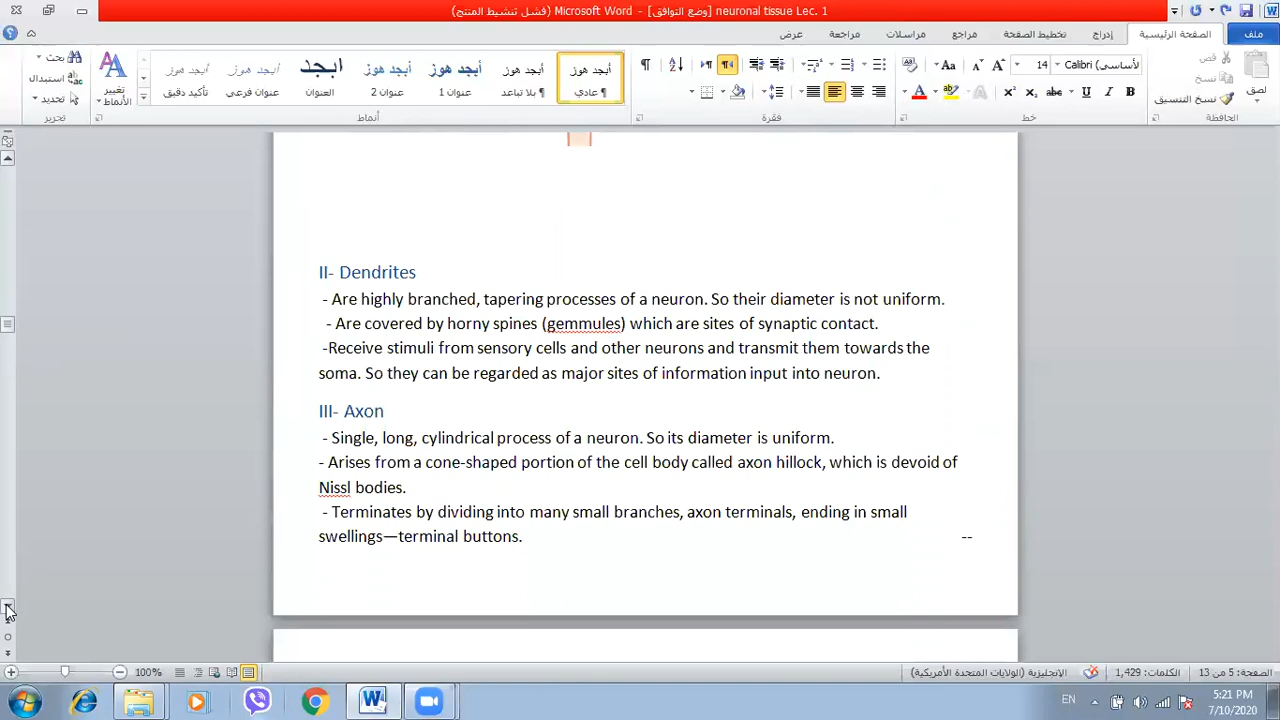 neuronal tissue Lec. 1 [وضع التوافق] - Microsoft Word (فشل تنشيط المنتج)
ملف
الصفحة الرئيسية
إدراج
تخطيط الصفحة
مراجع
مراسلات
مراجعة
عرض
لصق
قص
نسخ
نسخ التنسيق
الحافظة
(الأساسي) Calibri
14
Aa
B I U abc x₂ x²
خط
فقرة
أبجد هوز
عادي
أبجد هوز
بلا تباعد
أبجد هوز
عنوان 1
أبجد هوز
عنوان 2
أبجد
العنوان
أبجد هوز
عنوان فرعي
أبجد هوز
تأكيد دقيق
أنماط
تغيير
الأنماط
بحث
استبدال
تحديد
تحرير
II- Dendrites
- Are highly branched, tapering processes of a neuron. So their diameter is not uniform.
- Are covered by horny spines (gemmules) which are sites of synaptic contact.
-Receive stimuli from sensory cells and other neurons and transmit them towards the
soma. So they can be regarded as major sites of information input into neuron.
III- Axon
- Single, long, cylindrical process of a neuron. So its diameter is uniform.
- Arises from a cone-shaped portion of the cell body called axon hillock, which is devoid of
Nissl bodies.
- Terminates by dividing into many small branches, axon terminals, ending in small
swellings—terminal buttons. --
الصفحة: 5 من 13
الكلمات: 1,429
الإنجليزية (الولايات المتحدة الأمريكية)
100%
EN
5:21 PM
7/10/2020